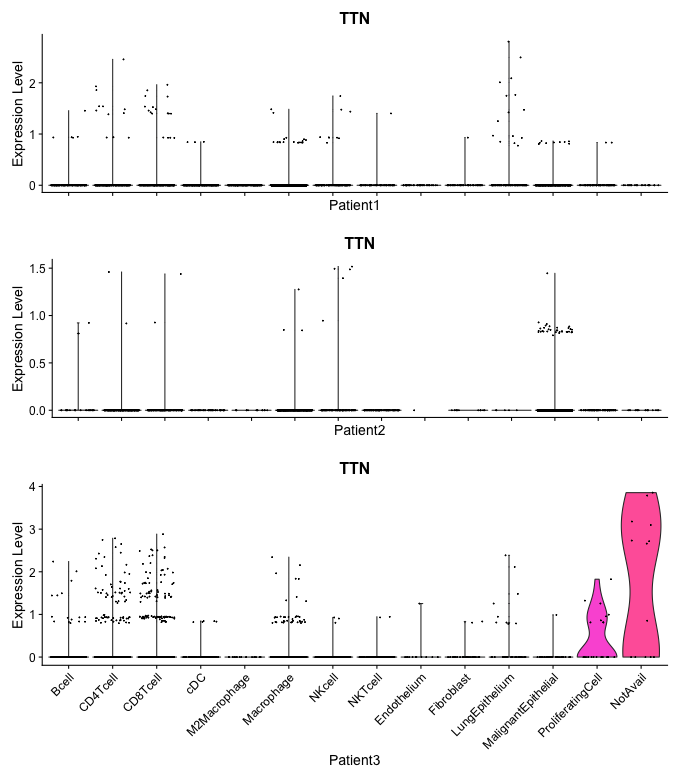 TTN
Expression Level
2
1
0
Patient1
TTN
Expression Level
1.5
1.0
0.5
0.0
Patient2
TTN
Expression Level
4
3
2
1
0
Bcell
CD4Tcell
CD8Tcell
cDC
M2Macrophage
Macrophage
NKcell
NKTcell
Endothelium
Fibroblast
LungEpithelium
MalignantEpithelial
ProliferatingCell
NotAvail
Patient3